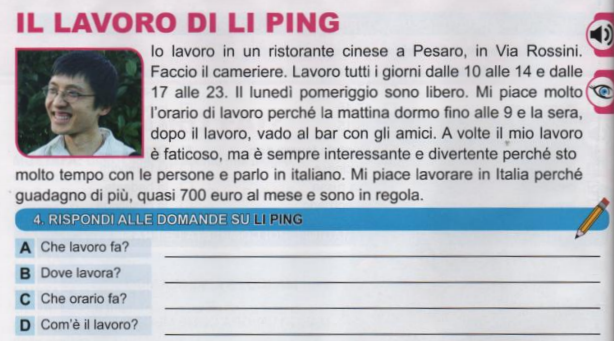 IL LAVORO DI LI PING
Io lavoro in un ristorante cinese a Pesaro, in Via Rossini.
Faccio il cameriere. Lavoro tutti i giorni dalle 10 alle 14 e dalle
17 alle 23. Il lunedì pomeriggio sono libero. Mi piace molto
l'orario di lavoro perché la mattina dormo fino alle 9 e la sera,
dopo il lavoro, vado al bar con gli amici. A volte il mio lavoro
è faticoso, ma è sempre interessante e divertente perché sto
molto tempo con le persone e parlo in italiano. Mi piace lavorare in Italia perché
guadagno di più, quasi 700 euro al mese e sono in regola.
4. RISPONDI ALLE DOMANDE SU LI PING
A Che lavoro fa?
B Dove lavora?
C Che orario fa?
D Com'è il lavoro?